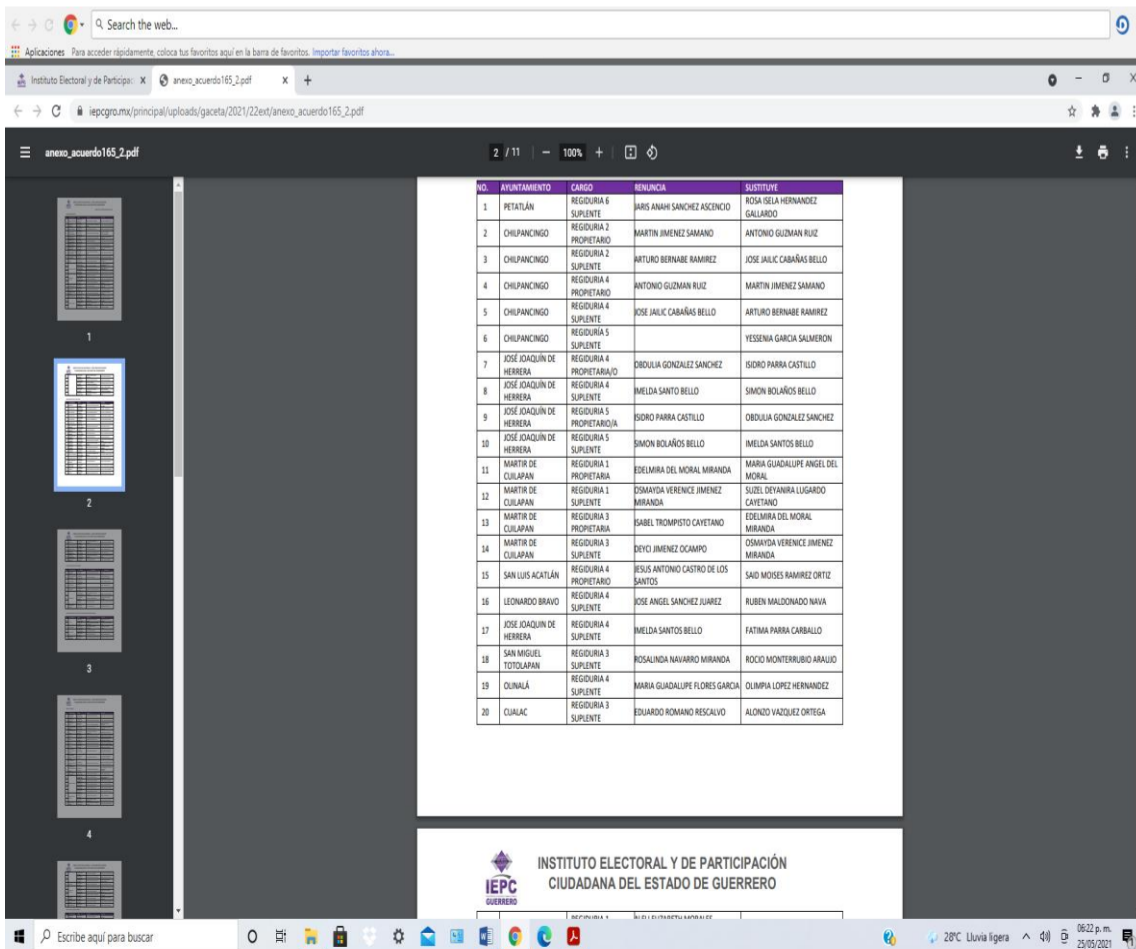 Search the web...
Aplicaciones Para acceder rápidamente, coloca tus favoritos aquí en la barra de favoritos. Importar favoritos ahora...
Instituto Electoral y de Participac X anexo_acuerdo165_2.pdf X +
iepcgro.mx/principal/uploads/gaceta/2021/22ext/anexo_acuerdo165_2.pdf
anexo_acuerdo165_2.pdf 2 / 11 − 100% +
1
2
3
4
NO. AYUNTAMIENTO CARGO RENUNCIA SUSTITUYE
1 PETATLÁN REGIDURIA 6 SUPLENTE IARIS ANAHI SANCHEZ ASCENCIO ROSA ISELA HERNANDEZ GALLARDO
2 CHILPANCINGO REGIDURIA 2 PROPIETARIO MARTIN JIMENEZ SAMANO ANTONIO GUZMAN RUIZ
3 CHILPANCINGO REGIDURIA 2 SUPLENTE ARTURO BERNABE RAMIREZ JOSE JAILIC CABAÑAS BELLO
4 CHILPANCINGO REGIDURIA 4 PROPIETARIO ANTONIO GUZMAN RUIZ MARTIN JIMENEZ SAMANO
5 CHILPANCINGO REGIDURIA 4 SUPLENTE JOSE JAILIC CABAÑAS BELLO ARTURO BERNABE RAMIREZ
6 CHILPANCINGO REGIDURÍA 5 SUPLENTE YESSENIA GARCIA SALMERON
7 JOSÉ JOAQUÍN DE HERRERA REGIDURIA 4 PROPIETARIA/O OBDULIA GONZALEZ SANCHEZ ISIDRO PARRA CASTILLO
8 JOSÉ JOAQUÍN DE HERRERA REGIDURIA 4 SUPLENTE IMELDA SANTO BELLO SIMON BOLAÑOS BELLO
9 JOSÉ JOAQUÍN DE HERRERA REGIDURIA 5 PROPIETARIO/A ISIDRO PARRA CASTILLO OBDULIA GONZALEZ SANCHEZ
10 JOSÉ JOAQUÍN DE HERRERA REGIDURIA 5 SUPLENTE SIMON BOLAÑOS BELLO IMELDA SANTOS BELLO
11 MARTIR DE CUILAPAN REGIDURIA 1 PROPIETARIA EDELMIRA DEL MORAL MIRANDA MARIA GUADALUPE ANGEL DEL MORAL
12 MARTIR DE CUILAPAN REGIDURIA 1 SUPLENTE OSMAYDA VERENICE JIMENEZ MIRANDA SUZEL DEYANIRA LUGARDO CAYETANO
13 MARTIR DE CUILAPAN REGIDURIA 3 PROPIETARIA ISABEL TROMPISTO CAYETANO EDELMIRA DEL MORAL MIRANDA
14 MARTIR DE CUILAPAN REGIDURIA 3 SUPLENTE DEYCI JIMENEZ OCAMPO OSMAYDA VERENICE JIMENEZ MIRANDA
15 SAN LUIS ACATLÁN REGIDURIA 4 PROPIETARIO JESUS ANTONIO CASTRO DE LOS SANTOS SAID MOISES RAMIREZ ORTIZ
16 LEONARDO BRAVO REGIDURIA 4 SUPLENTE JOSE ANGEL SANCHEZ JUAREZ RUBEN MALDONADO NAVA
17 JOSE JOAQUIN DE HERRERA REGIDURIA 4 SUPLENTE IMELDA SANTOS BELLO FATIMA PARRA CARBALLO
18 SAN MIGUEL TOTOLAPAN REGIDURIA 3 SUPLENTE ROSALINDA NAVARRO MIRANDA ROCIO MONTERRUBIO ARAUJO
19 OLINALÁ REGIDURIA 4 SUPLENTE MARIA GUADALUPE FLORES GARCIA OLIMPIA LOPEZ HERNANDEZ
20 CUALAC REGIDURIA 3 SUPLENTE EDUARDO ROMANO RESCALVO ALONZO VAZQUEZ ORTEGA
IEPC
GUERRERO
INSTITUTO ELECTORAL Y DE PARTICIPACIÓN
CIUDADANA DEL ESTADO DE GUERRERO
Escribe aquí para buscar
28°C Lluvia ligera
06:22 p. m.
25/05/2021